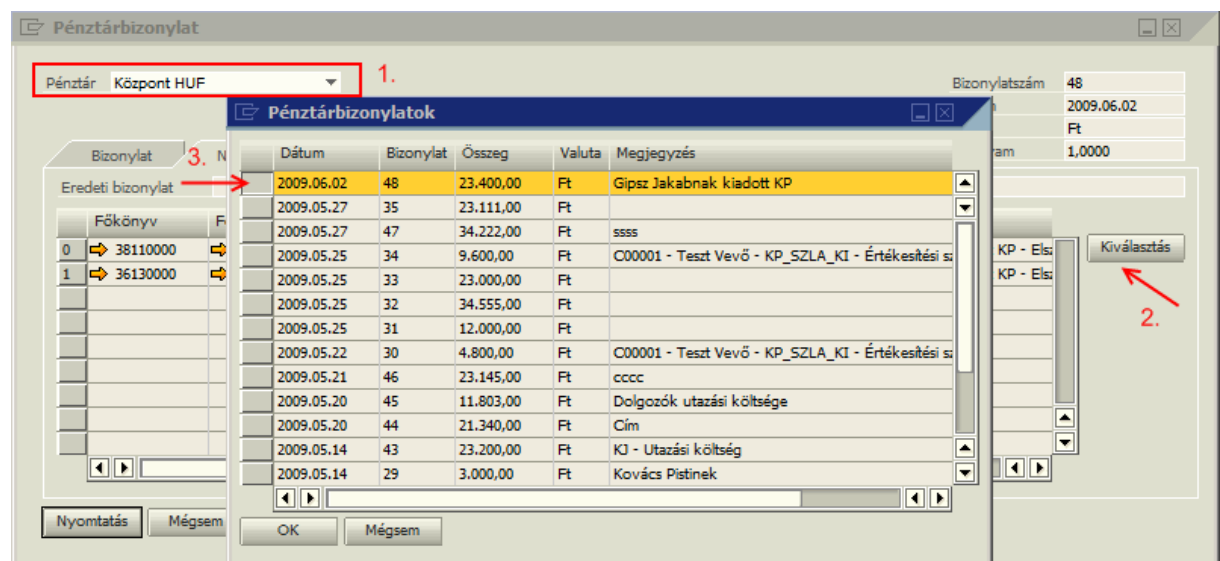 Pénztárbizonylat
Pénztár Központ HUF
1.
Bizonylatszám 48
2009.06.02
Ft
1,0000
Bizonylat
Eredeti bizonylat
Főkönyv
0 38110000
1 36130000
3.
Pénztárbizonylatok
Dátum Bizonylat Összeg Valuta Megjegyzés
2009.06.02 48 23.400,00 Ft Gipsz Jakabnak kiadott KP
2009.05.27 35 23.111,00 Ft
2009.05.27 47 34.222,00 Ft ssss
2009.05.25 34 9.600,00 Ft C00001 - Teszt Vevő - KP_SZLA_KI - Értékesítési sz
2009.05.25 33 23.000,00 Ft
2009.05.25 32 34.555,00 Ft
2009.05.25 31 12.000,00 Ft
2009.05.22 30 4.800,00 Ft C00001 - Teszt Vevő - KP_SZLA_KI - Értékesítési sz
2009.05.21 46 23.145,00 Ft cccc
2009.05.20 45 11.803,00 Ft Dolgozók utazási költsége
2009.05.20 44 21.340,00 Ft Cím
2009.05.14 43 23.200,00 Ft KJ - Utazási költség
2009.05.14 29 3.000,00 Ft Kovács Pistinek
OK Mégsem
KP - Elsz
KP - Elsz
Kiválasztás
2.
Nyomtatás Mégsem